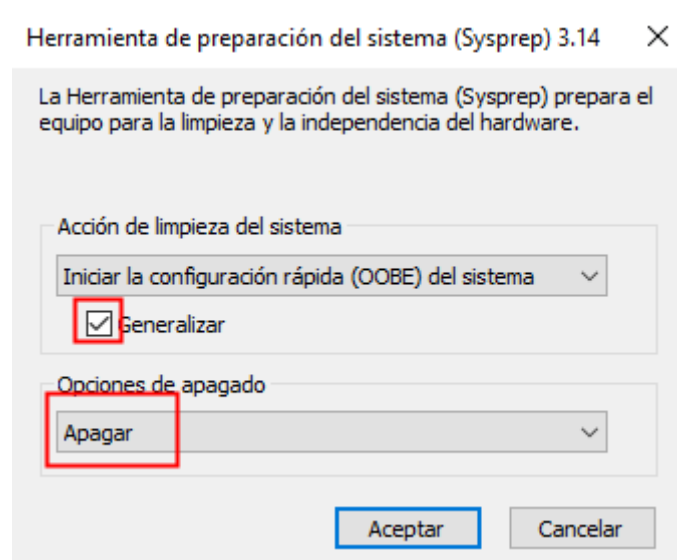 Herramienta de preparación del sistema (Sysprep) 3.14
La Herramienta de preparación del sistema (Sysprep) prepara el
equipo para la limpieza y la independencia del hardware.
Acción de limpieza del sistema
Iniciar la configuración rápida (OOBE) del sistema
Generalizar
Opciones de apagado
Apagar
Aceptar
Cancelar